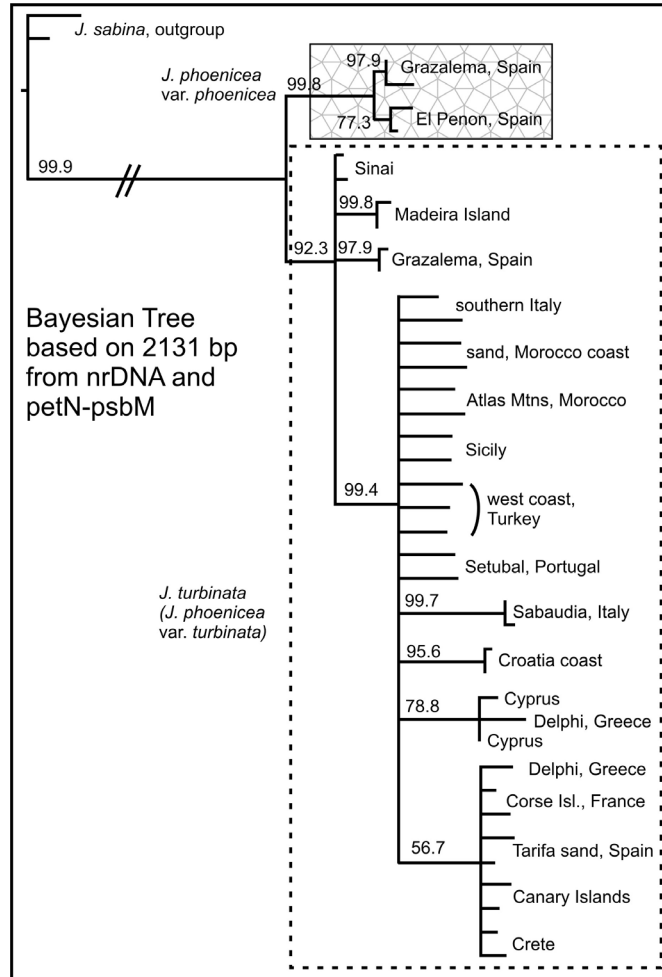 J. sabina, outgroup
J. phoenicea
var. phoenicea
99.8
97.9
Grazalema, Spain
77.3
El Penon, Spain
99.9
Sinai
99.8
Madeira Island
92.3
97.9
Grazalema, Spain
Bayesian Tree
based on 2131 bp
from nrDNA and
petN-psbM
southern Italy
sand, Morocco coast
Atlas Mtns, Morocco
Sicily
99.4
west coast,
Turkey
Setubal, Portugal
J. turbinata
(J. phoenicea
var. turbinata)
99.7
Sabaudia, Italy
95.6
Croatia coast
78.8
Cyprus
Delphi, Greece
Cyprus
Delphi, Greece
Corse Isl., France
56.7
Tarifa sand, Spain
Canary Islands
Crete